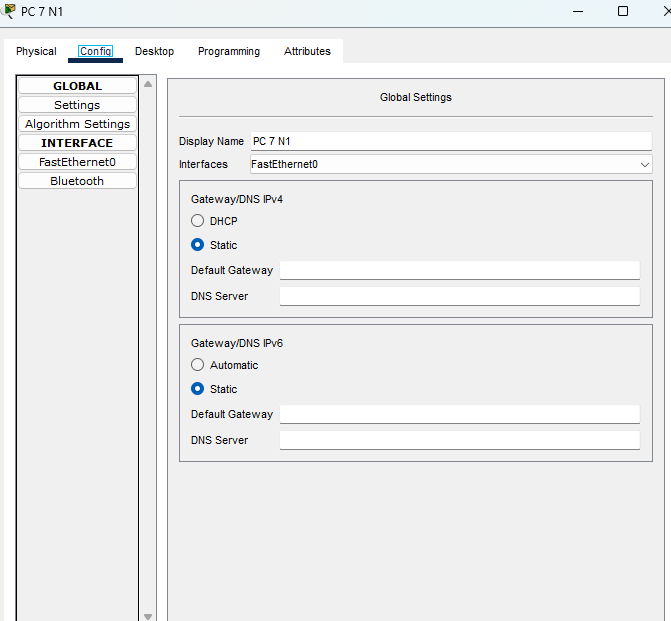 PC 7 N1
Physical Config Desktop Programming Attributes
GLOBAL
Settings
Algorithm Settings
INTERFACE
FastEthernet0
Bluetooth
Global Settings
Display Name PC 7 N1
Interfaces FastEthernet0
Gateway/DNS IPv4
DHCP
Static
Default Gateway
DNS Server
Gateway/DNS IPv6
Automatic
Static
Default Gateway
DNS Server